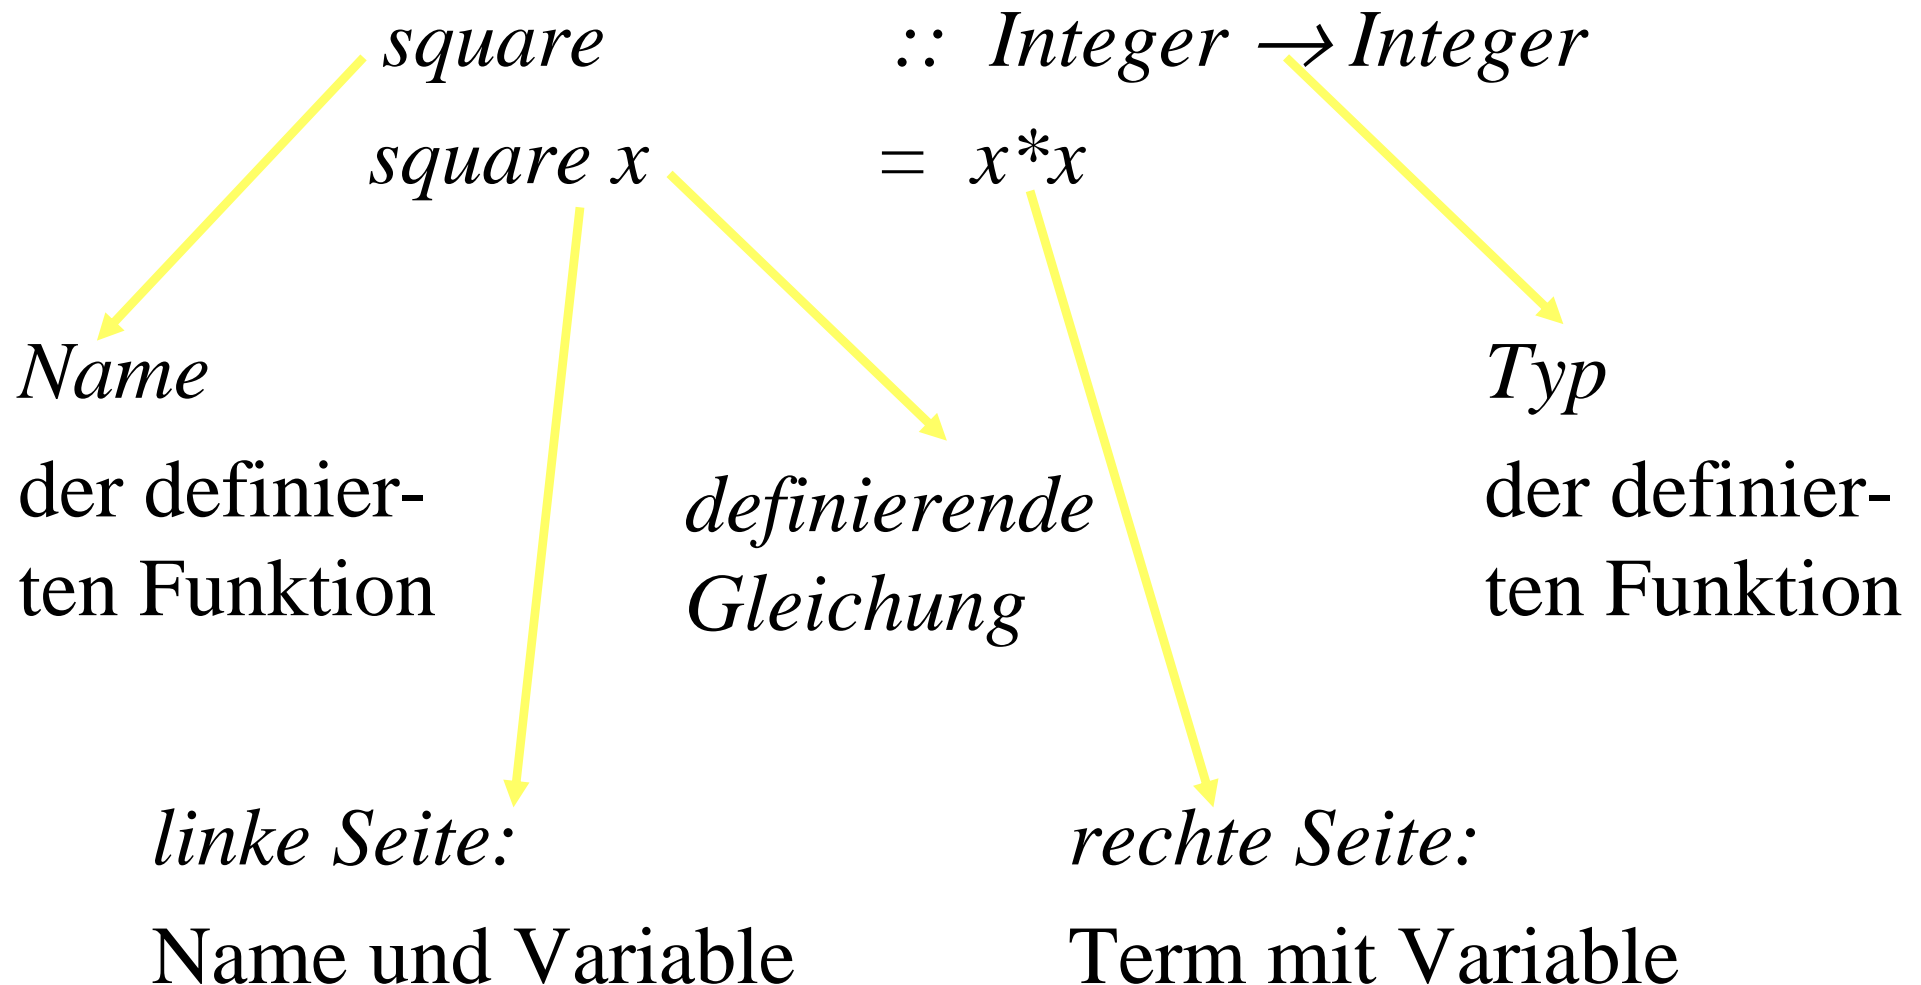 square :: Integer → Integer
square x = x*x
Name
der definier-
ten Funktion
definierende
Gleichung
Typ
der definier-
ten Funktion
linke Seite:
Name und Variable
rechte Seite:
Term mit Variable